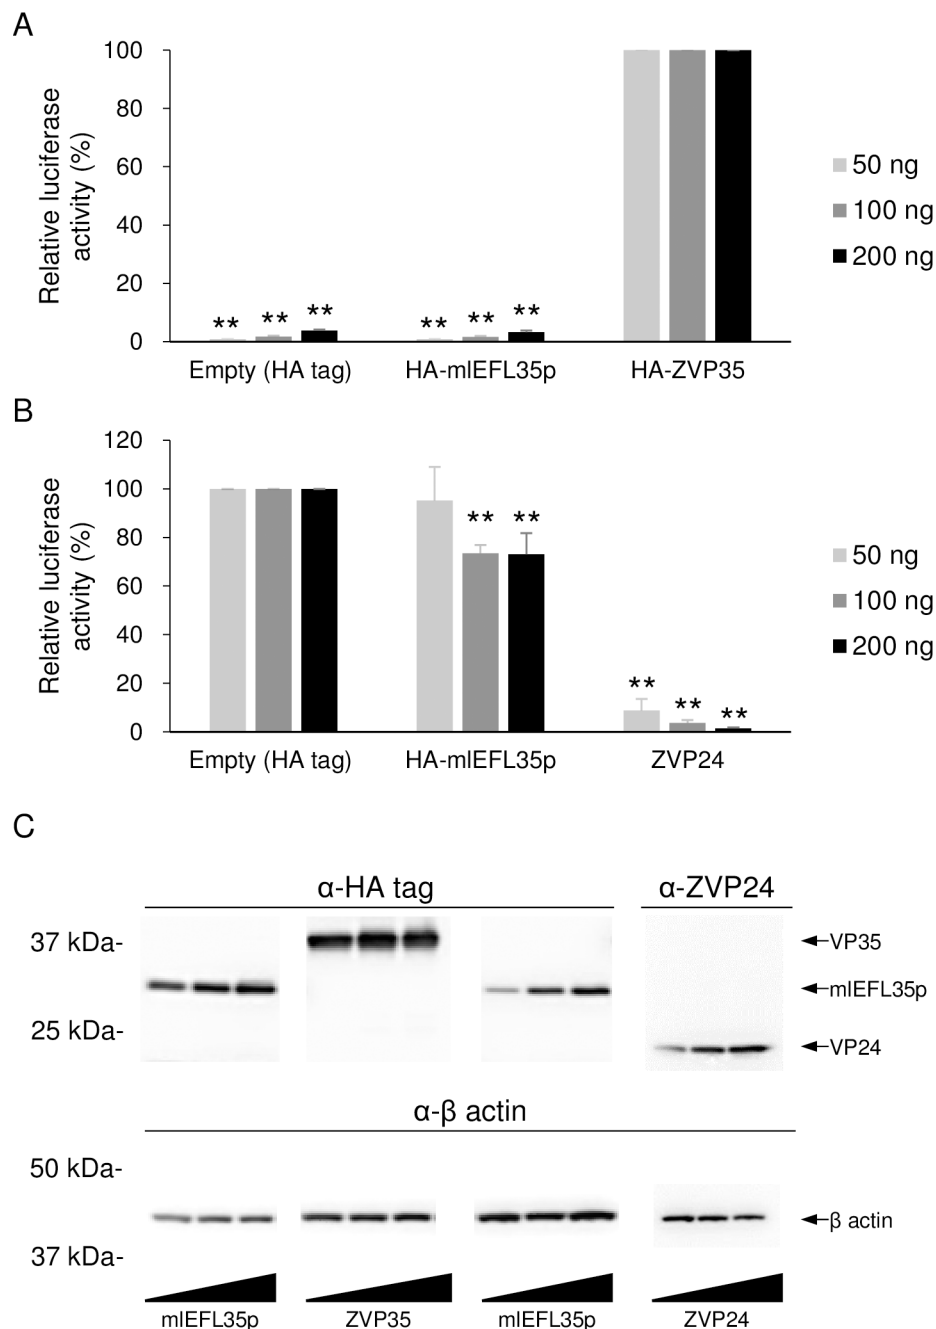 A
Relative luciferase
activity (%)
100
80
60
40
20
0
** ** **
** ** **
Empty (HA tag)
HA-mlEFL35p
HA-ZVP35
50 ng
100 ng
200 ng
B
Relative luciferase
activity (%)
120
100
80
60
40
20
0
** **
** ** **
Empty (HA tag)
HA-mlEFL35p
ZVP24
50 ng
100 ng
200 ng
C
α-HA tag
α-ZVP24
37 kDa-
25 kDa-
VP35
mlEFL35p
VP24
α-β actin
50 kDa-
37 kDa-
β actin
mlEFL35p
ZVP35
mlEFL35p
ZVP24